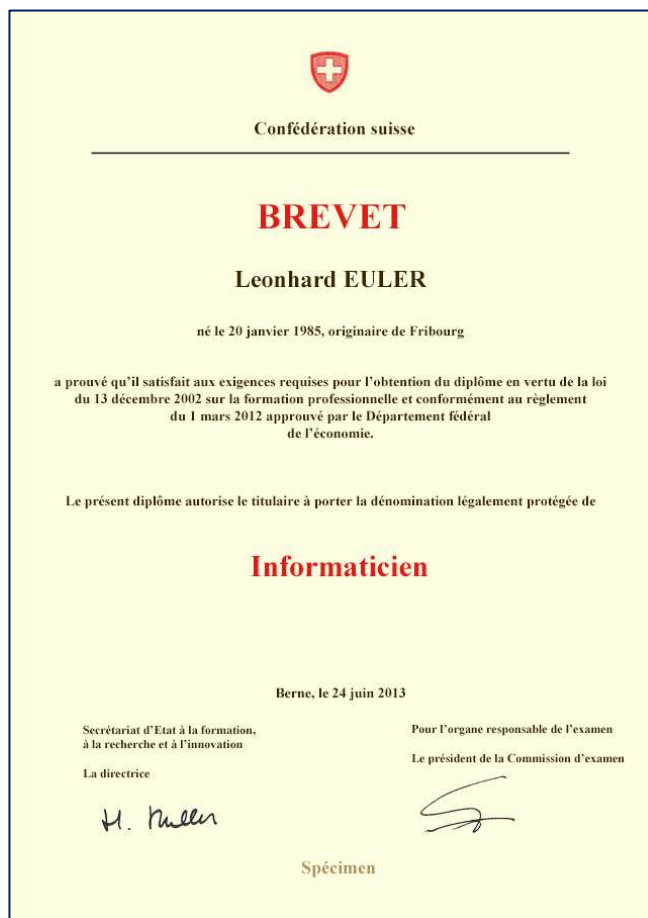 Confédération suisse
BREVET
Leonhard EULER
né le 20 janvier 1985, originaire de Fribourg
a prouvé qu’il satisfait aux exigences requises pour l’obtention du diplôme en vertu de la loi
du 13 décembre 2002 sur la formation professionnelle et conformément au règlement
du 1 mars 2012 approuvé par le Département fédéral
de l’économie.
Le présent diplôme autorise le titulaire à porter la dénomination légalement protégée de
Informaticien
Berne, le 24 juin 2013
Secrétariat d’Etat à la formation,
à la recherche et à l’innovation
La directrice
Pour l’organe responsable de l’examen
Le président de la Commission d’examen
Spécimen